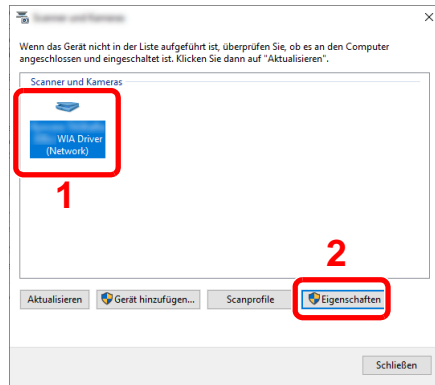 Wenn das Gerät nicht in der Liste aufgeführt ist, überprüfen Sie, ob es an den Computer
angeschlossen und eingeschaltet ist. Klicken Sie dann auf "Aktualisieren".
Scanner und Kameras
WIA Driver
(Network)
1
2
Aktualisieren
Gerät hinzufügen...
Scanprofile
Eigenschaften
Schließen